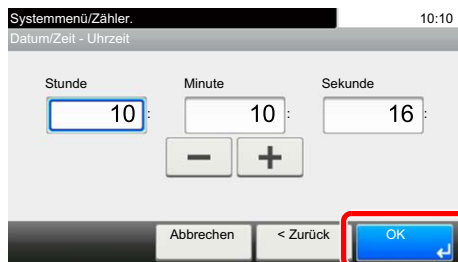 Systemmenü/Zähler. 10:10
Datum/Zeit - Uhrzeit
Stunde Minute Sekunde
10 : 10 : 16 :
− +
Abbrechen < Zurück OK